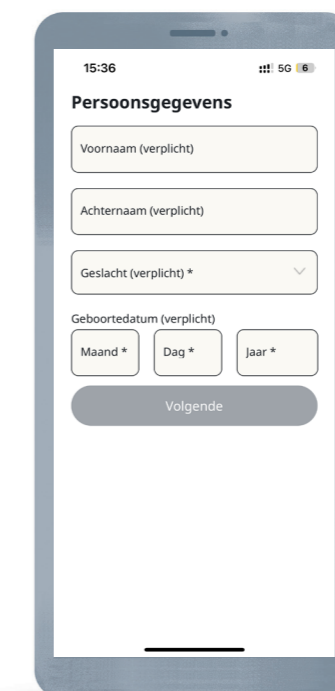 15:36 5G 6
Persoonsgegevens
Voornaam (verplicht)
Achternaam (verplicht)
Geslacht (verplicht) *
Geboortedatum (verplicht)
Maand * Dag * Jaar *
Volgende